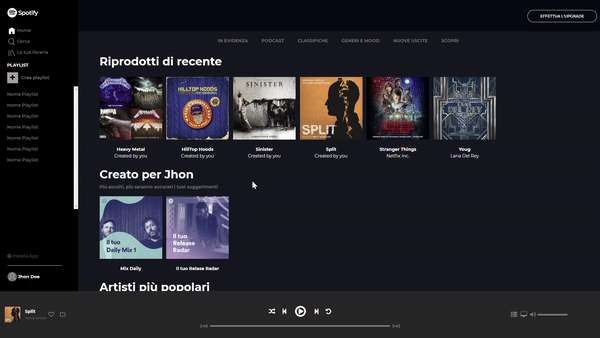 Spotify
EFFETTUA L'UPGRADE
Home
Cerca
La tua libreria
PLAYLIST
Crea playlist
Nome Playlist
Nome Playlist
Nome Playlist
Nome Playlist
Nome Playlist
Nome Playlist
Nome Playlist
Installa App
Jhon Doe
IN EVIDENZA PODCAST CLASSIFICHE GENERI E MOOD NUOVE USCITE SCOPRI
Riprodotti di recente
HILLTOP HOODS
SINISTER
SPLIT
DEL REY
Heavy Metal
Created by you
HillTop Hoods
Created by you
Sinister
Created by you
Split
Created by you
Stranger Things
Netflix Inc.
Youg
Lana Del Rey
Creato per Jhon
Più ascolti, più saranno accurati i tuoi suggerimenti
Il tuo
Daily Mix 1
Il tuo
Release
Radar
Mix Daily
Il tuo Relase Radar
Artisti più popolari
Split
3:45
3:45